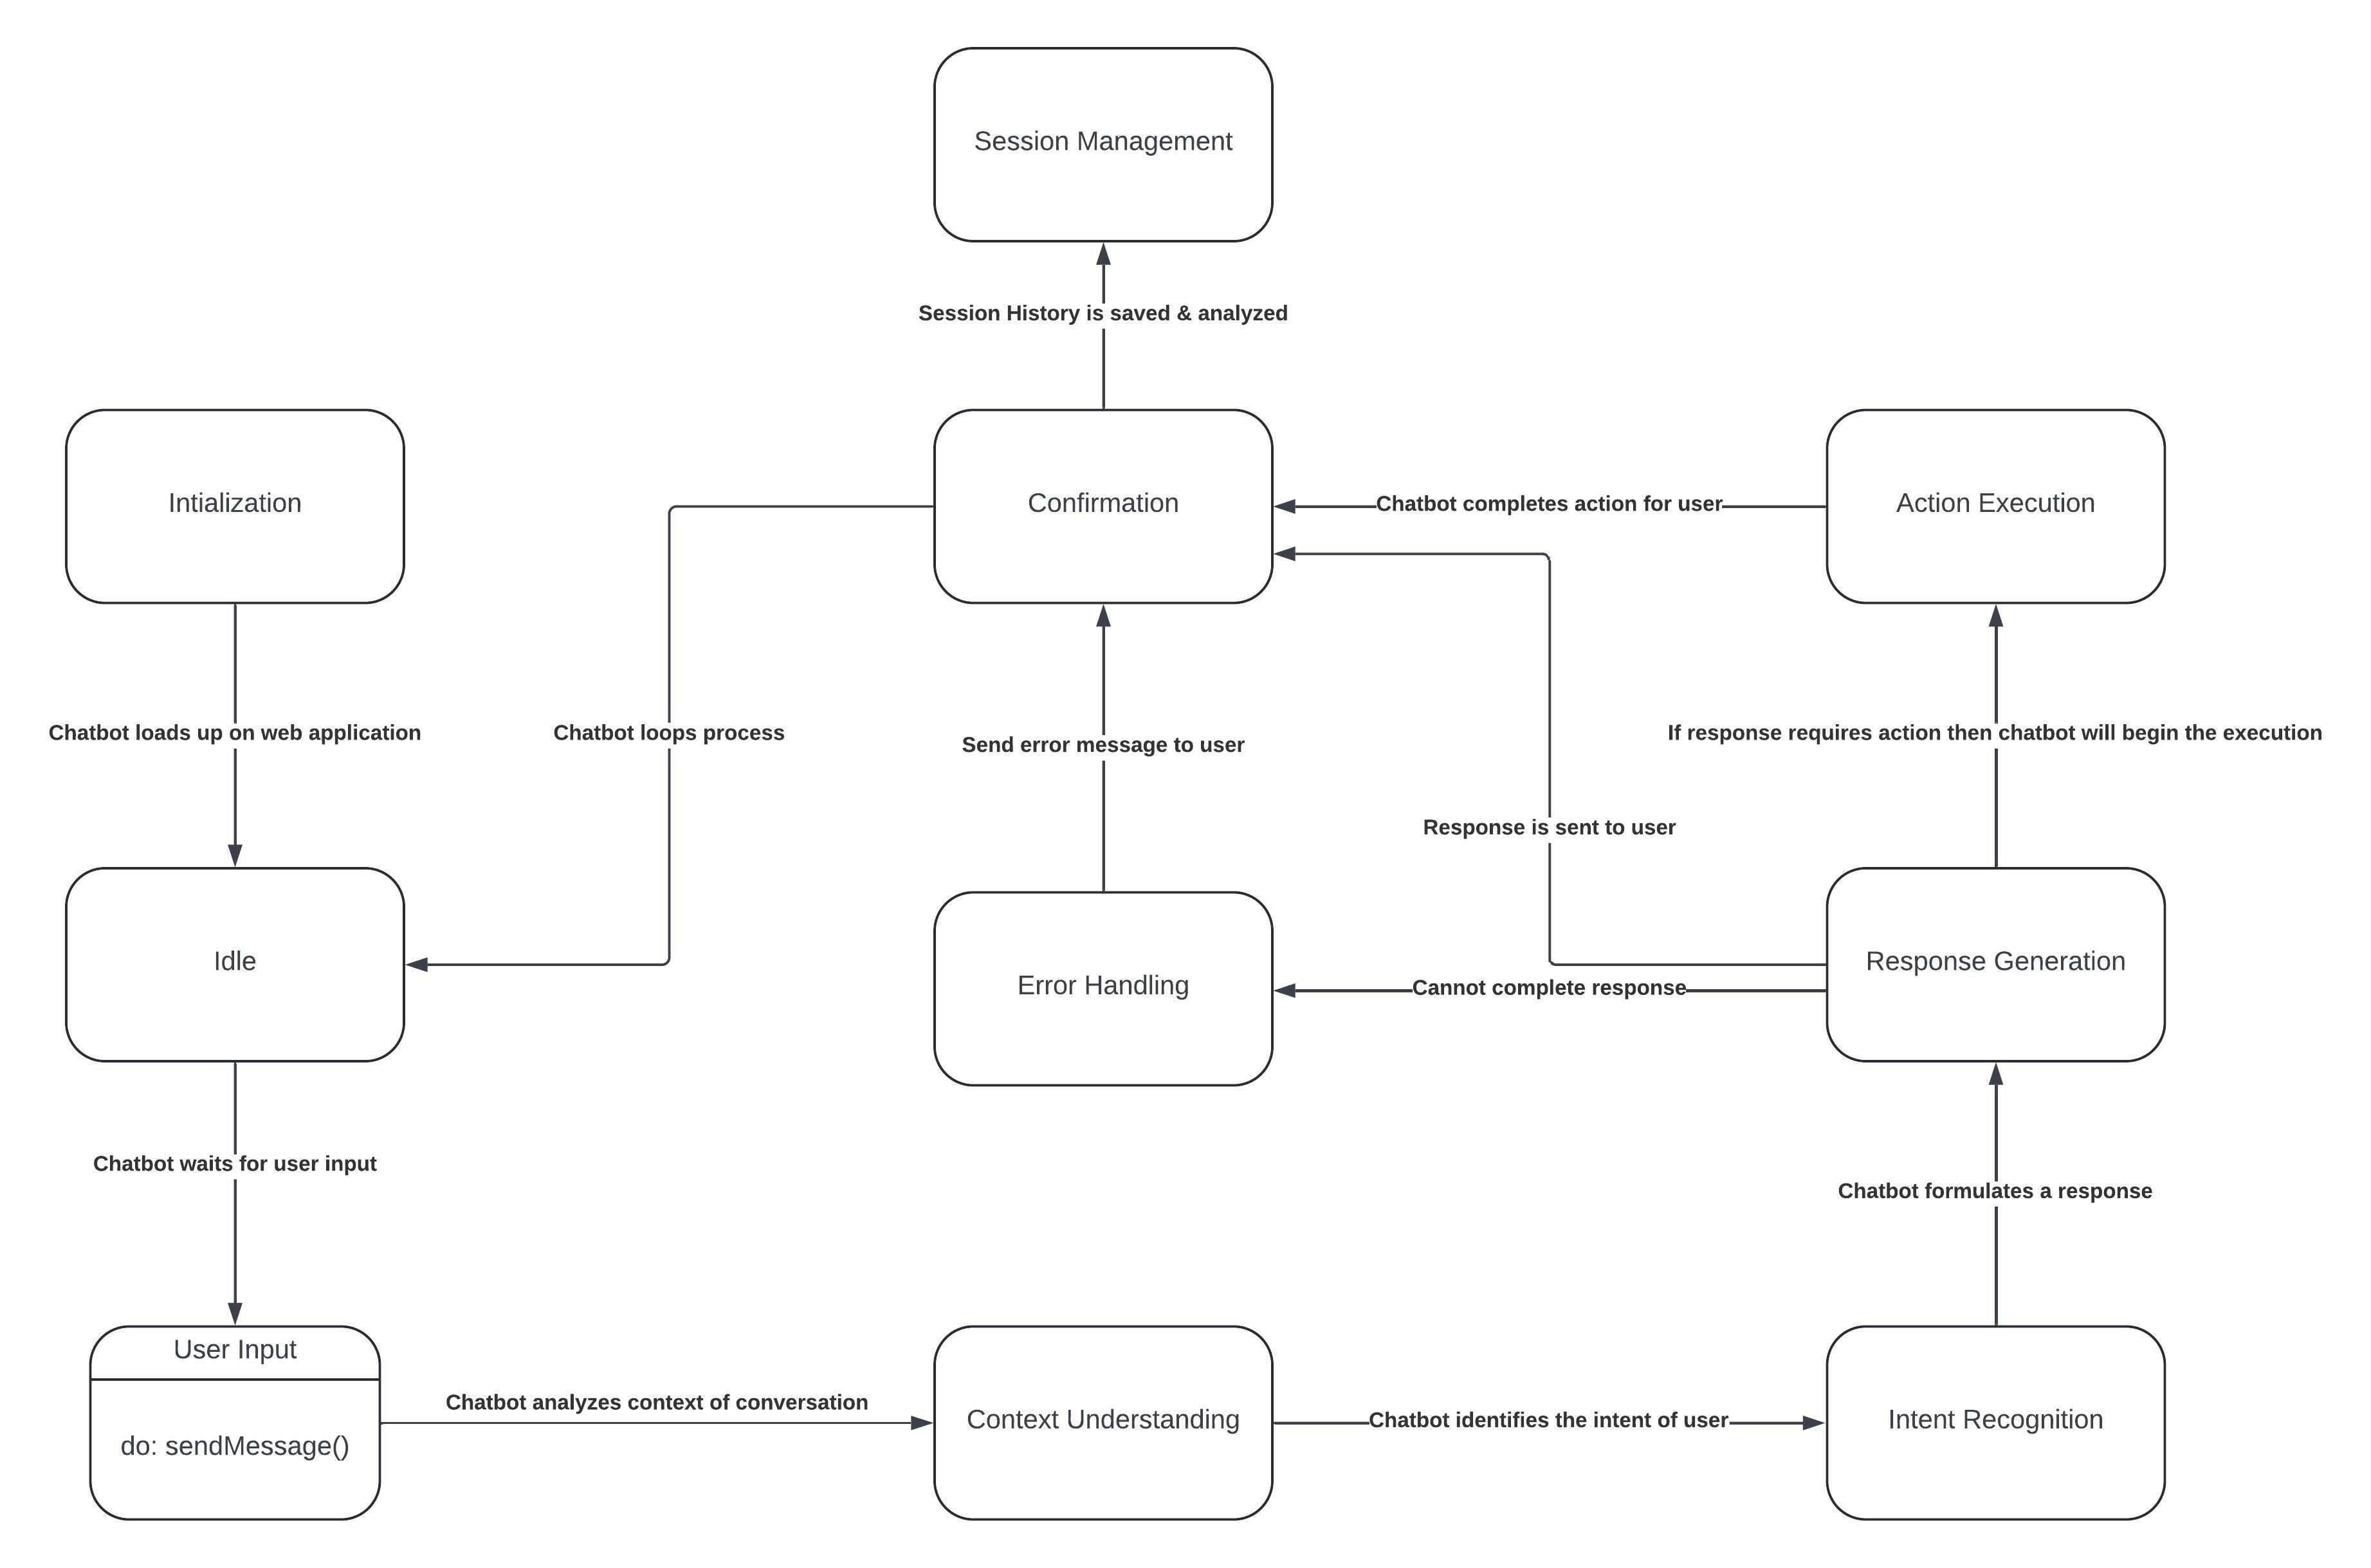 Session Management
Session History is saved & analyzed
Intialization
Confirmation
Chatbot completes action for user
Action Execution
Chatbot loads up on web application
Chatbot loops process
Send error message to user
If response requires action then chatbot will begin the execution
Response is sent to user
Idle
Error Handling
Cannot complete response
Response Generation
Chatbot waits for user input
Chatbot formulates a response
User Input
do: sendMessage()
Chatbot analyzes context of conversation
Context Understanding
Chatbot identifies the intent of user
Intent Recognition